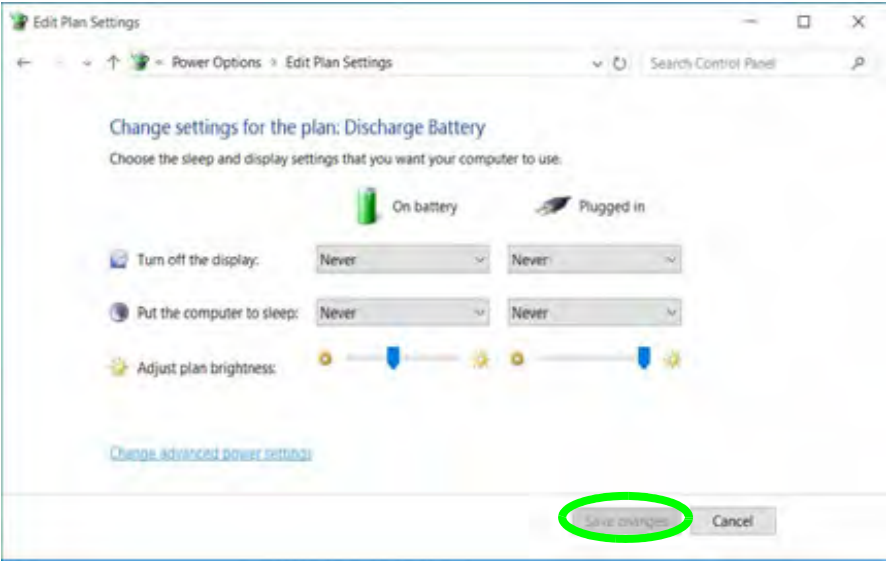 Edit Plan Settings
Power Options > Edit Plan Settings
Search Control Panel
Change settings for the plan: Discharge Battery
Choose the sleep and display settings that you want your computer to use.
On battery
Plugged in
Turn off the display:
Never
Never
Put the computer to sleep:
Never
Never
Adjust plan brightness:
Change advanced power settings
Save changes
Cancel